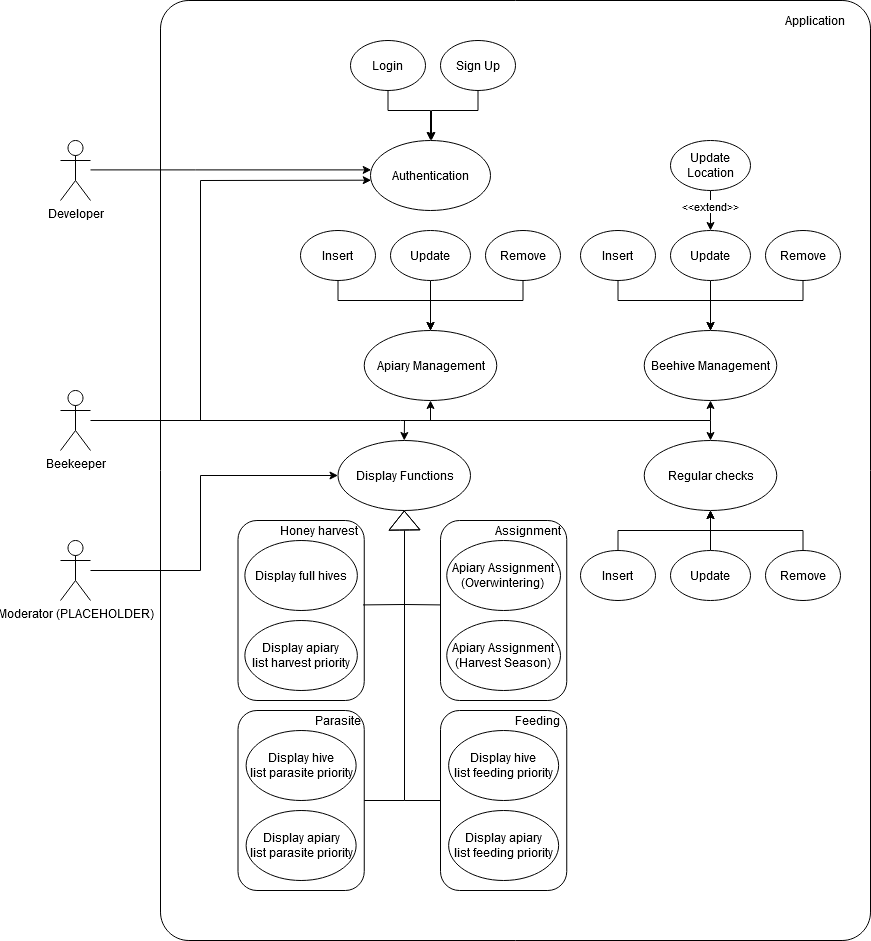 Application
Login
Sign Up
Developer
Authentication
Update
Location
<<extend>>
Insert
Update
Remove
Insert
Update
Remove
Apiary Management
Beehive Management
Beekeeper
Display Functions
Regular checks
Moderator (PLACEHOLDER)
Honey harvest
Display full hives
Display apiary
list harvest priority
Assignment
Apiary Assignment
(Overwintering)
Apiary Assignment
(Harvest Season)
Insert
Update
Remove
Parasite
Display hive
list parasite priority
Display apiary
list parasite priority
Feeding
Display hive
list feeding priority
Display apiary
list feeding priority